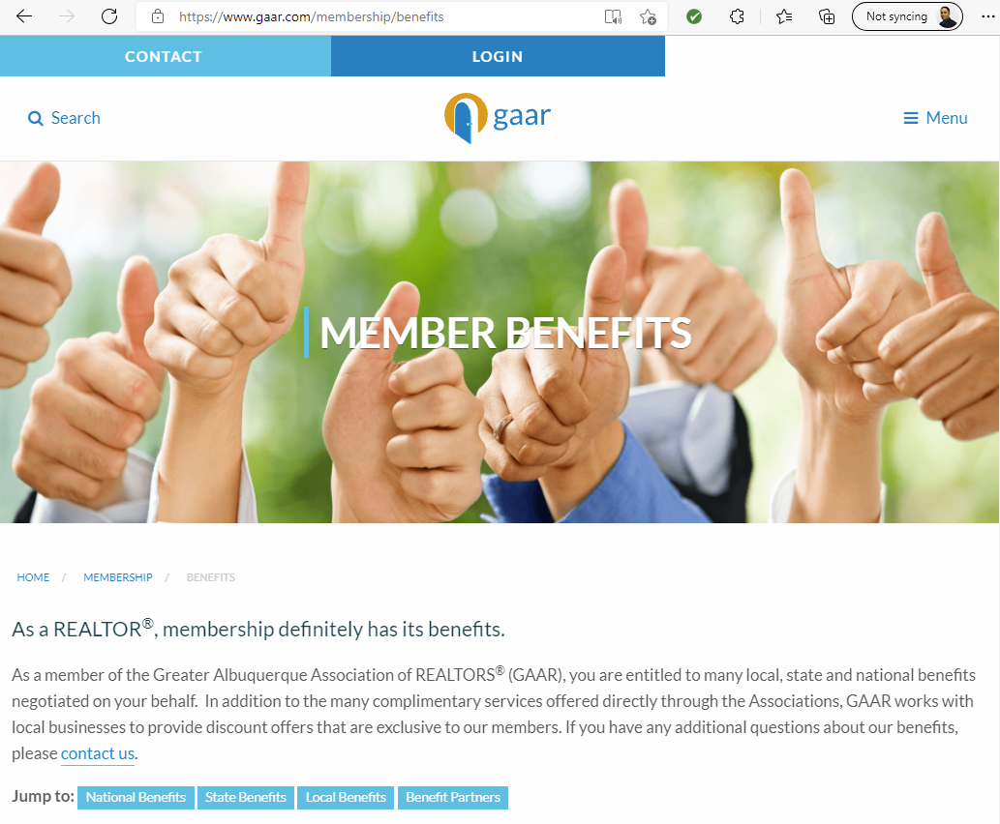 https://www.gaar.com/membership/benefits
Not syncing
CONTACT
LOGIN
Search
gaar
Menu
MEMBER BENEFITS
HOME / MEMBERSHIP / BENEFITS
As a REALTOR®, membership definitely has its benefits.
As a member of the Greater Albuquerque Association of REALTORS® (GAAR), you are entitled to many local, state and national benefits
negotiated on your behalf. In addition to the many complimentary services offered directly through the Associations, GAAR works with
local businesses to provide discount offers that are exclusive to our members. If you have any additional questions about our benefits,
please contact us.
Jump to: National Benefits State Benefits Local Benefits Benefit Partners